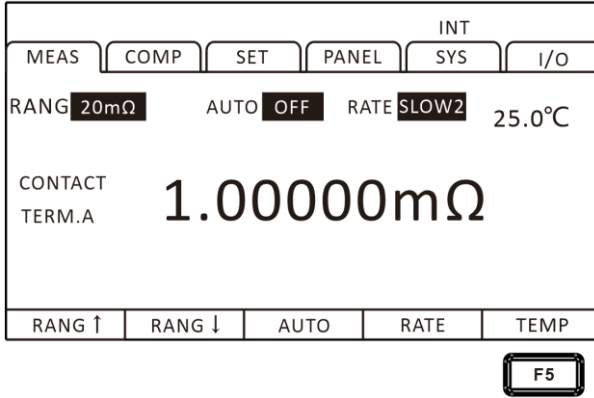 INT
MEAS COMP SET PANEL SYS I/O
RANG 20mΩ AUTO OFF RATE SLOW2 25.0℃
CONTACT
TERM.A
1.00000mΩ
RANG↑ RANG↓ AUTO RATE TEMP
F5